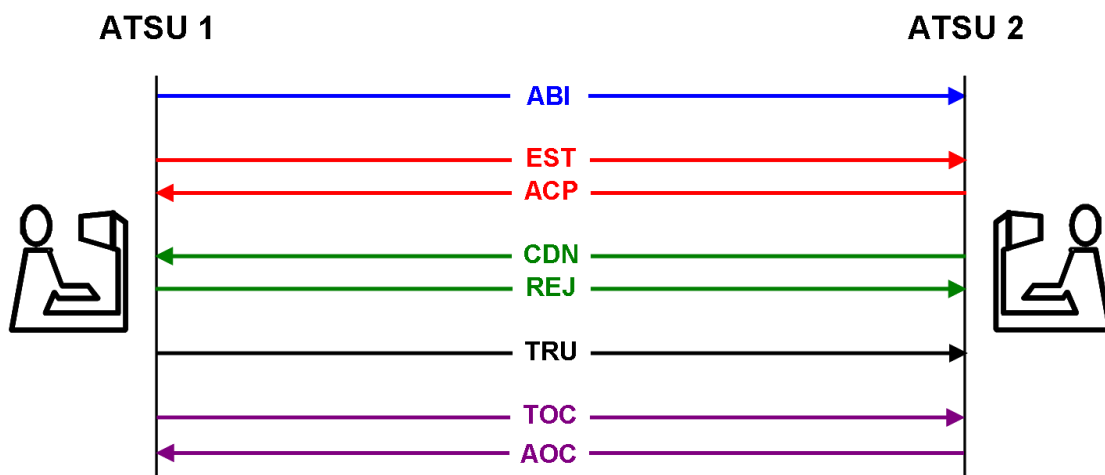 ATSU 1
ATSU 2
ABI
EST
ACP
CDN
REJ
TRU
TOC
AOC